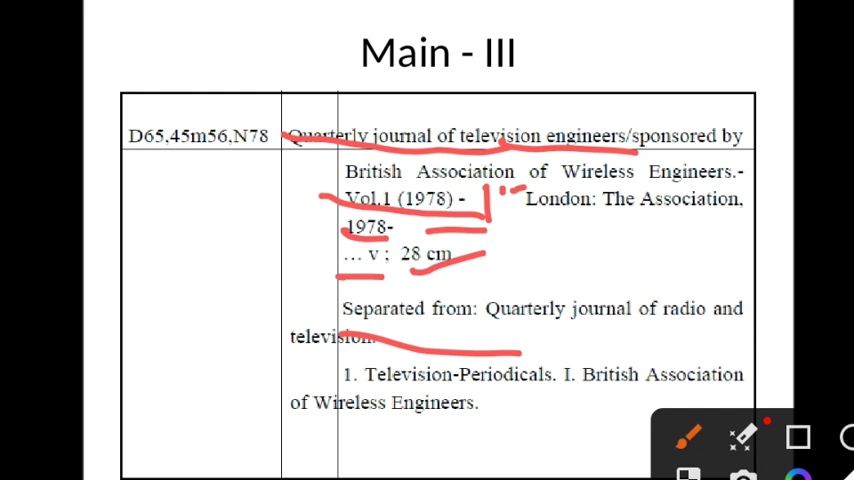 Main - III
D65,45m56,N78 Quarterly journal of television engineers/sponsored by
British Association of Wireless Engineers.-
Vol.1 (1978) - London: The Association,
1978-
... v ; 28 cm
Separated from: Quarterly journal of radio and
television.
1. Television-Periodicals. I. British Association
of Wireless Engineers.